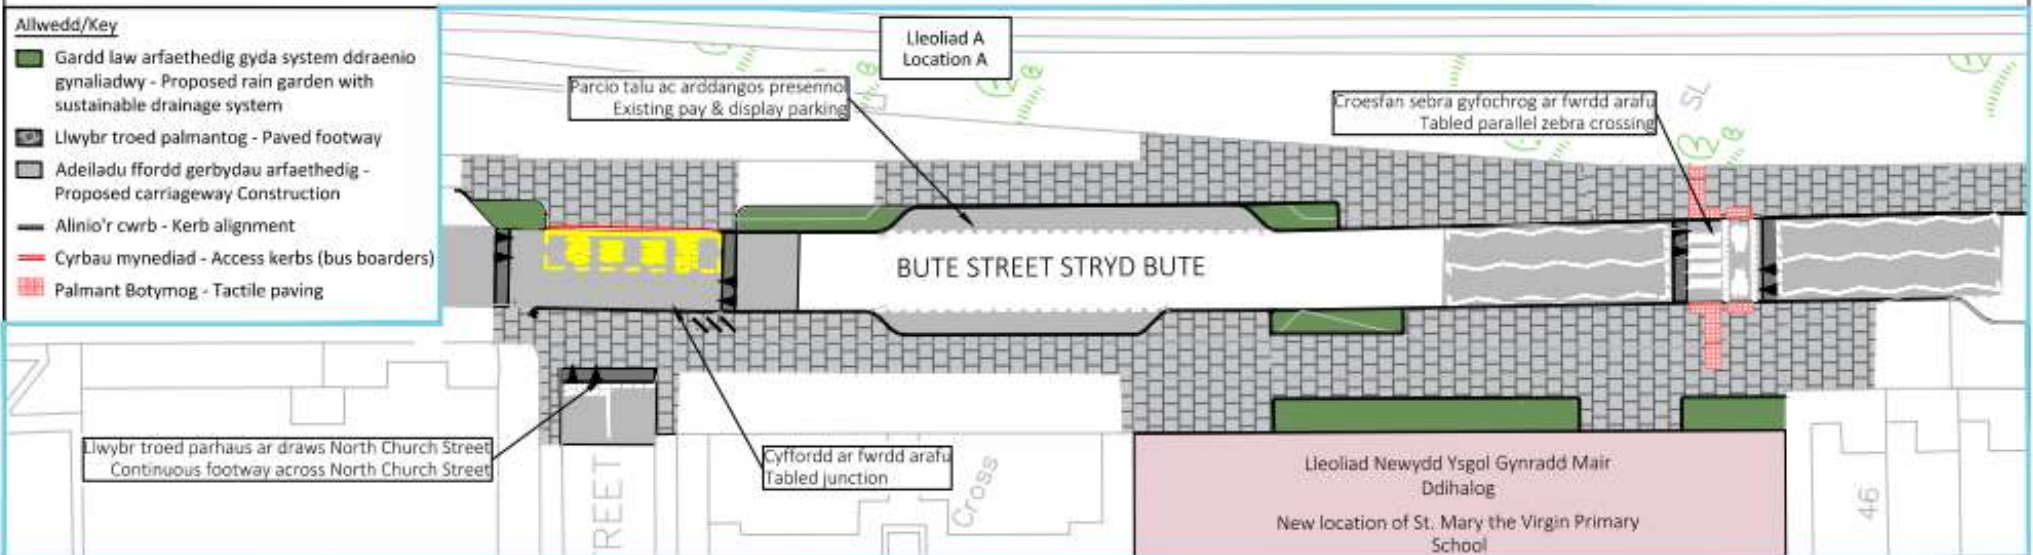 Allwedd/Key
Gardd law arfaethedig gyda system ddraenio
gynaliadwy - Proposed rain garden with
sustainable drainage system
Llwybr troed palmantog - Paved footway
Adeiladu ffordd gerbydau arfaethedig -
Proposed carriageway Construction
Alinio'r cwrb - Kerb alignment
Cyrbau mynediad - Access kerbs (bus boarders)
Palmant Botymog - Tactile paving
Lleoliad A
Location A
Parcio talu ac arddangos presennol
Existing pay & display parking
Croesfan sebra gyfochrog ar fwrdd arafu
Tabled parallel zebra crossing
SL
BUTE STREET STRYD BUTE
Llwybr troed parhaus ar draws North Church Street
Continuous footway across North Church Street
Cyffordd ar fwrdd arafu
Tabled junction
REET
Cross
Lleoliad Newydd Ysgol Gynradd Mair
Ddihalog
New location of St. Mary the Virgin Primary
School
46